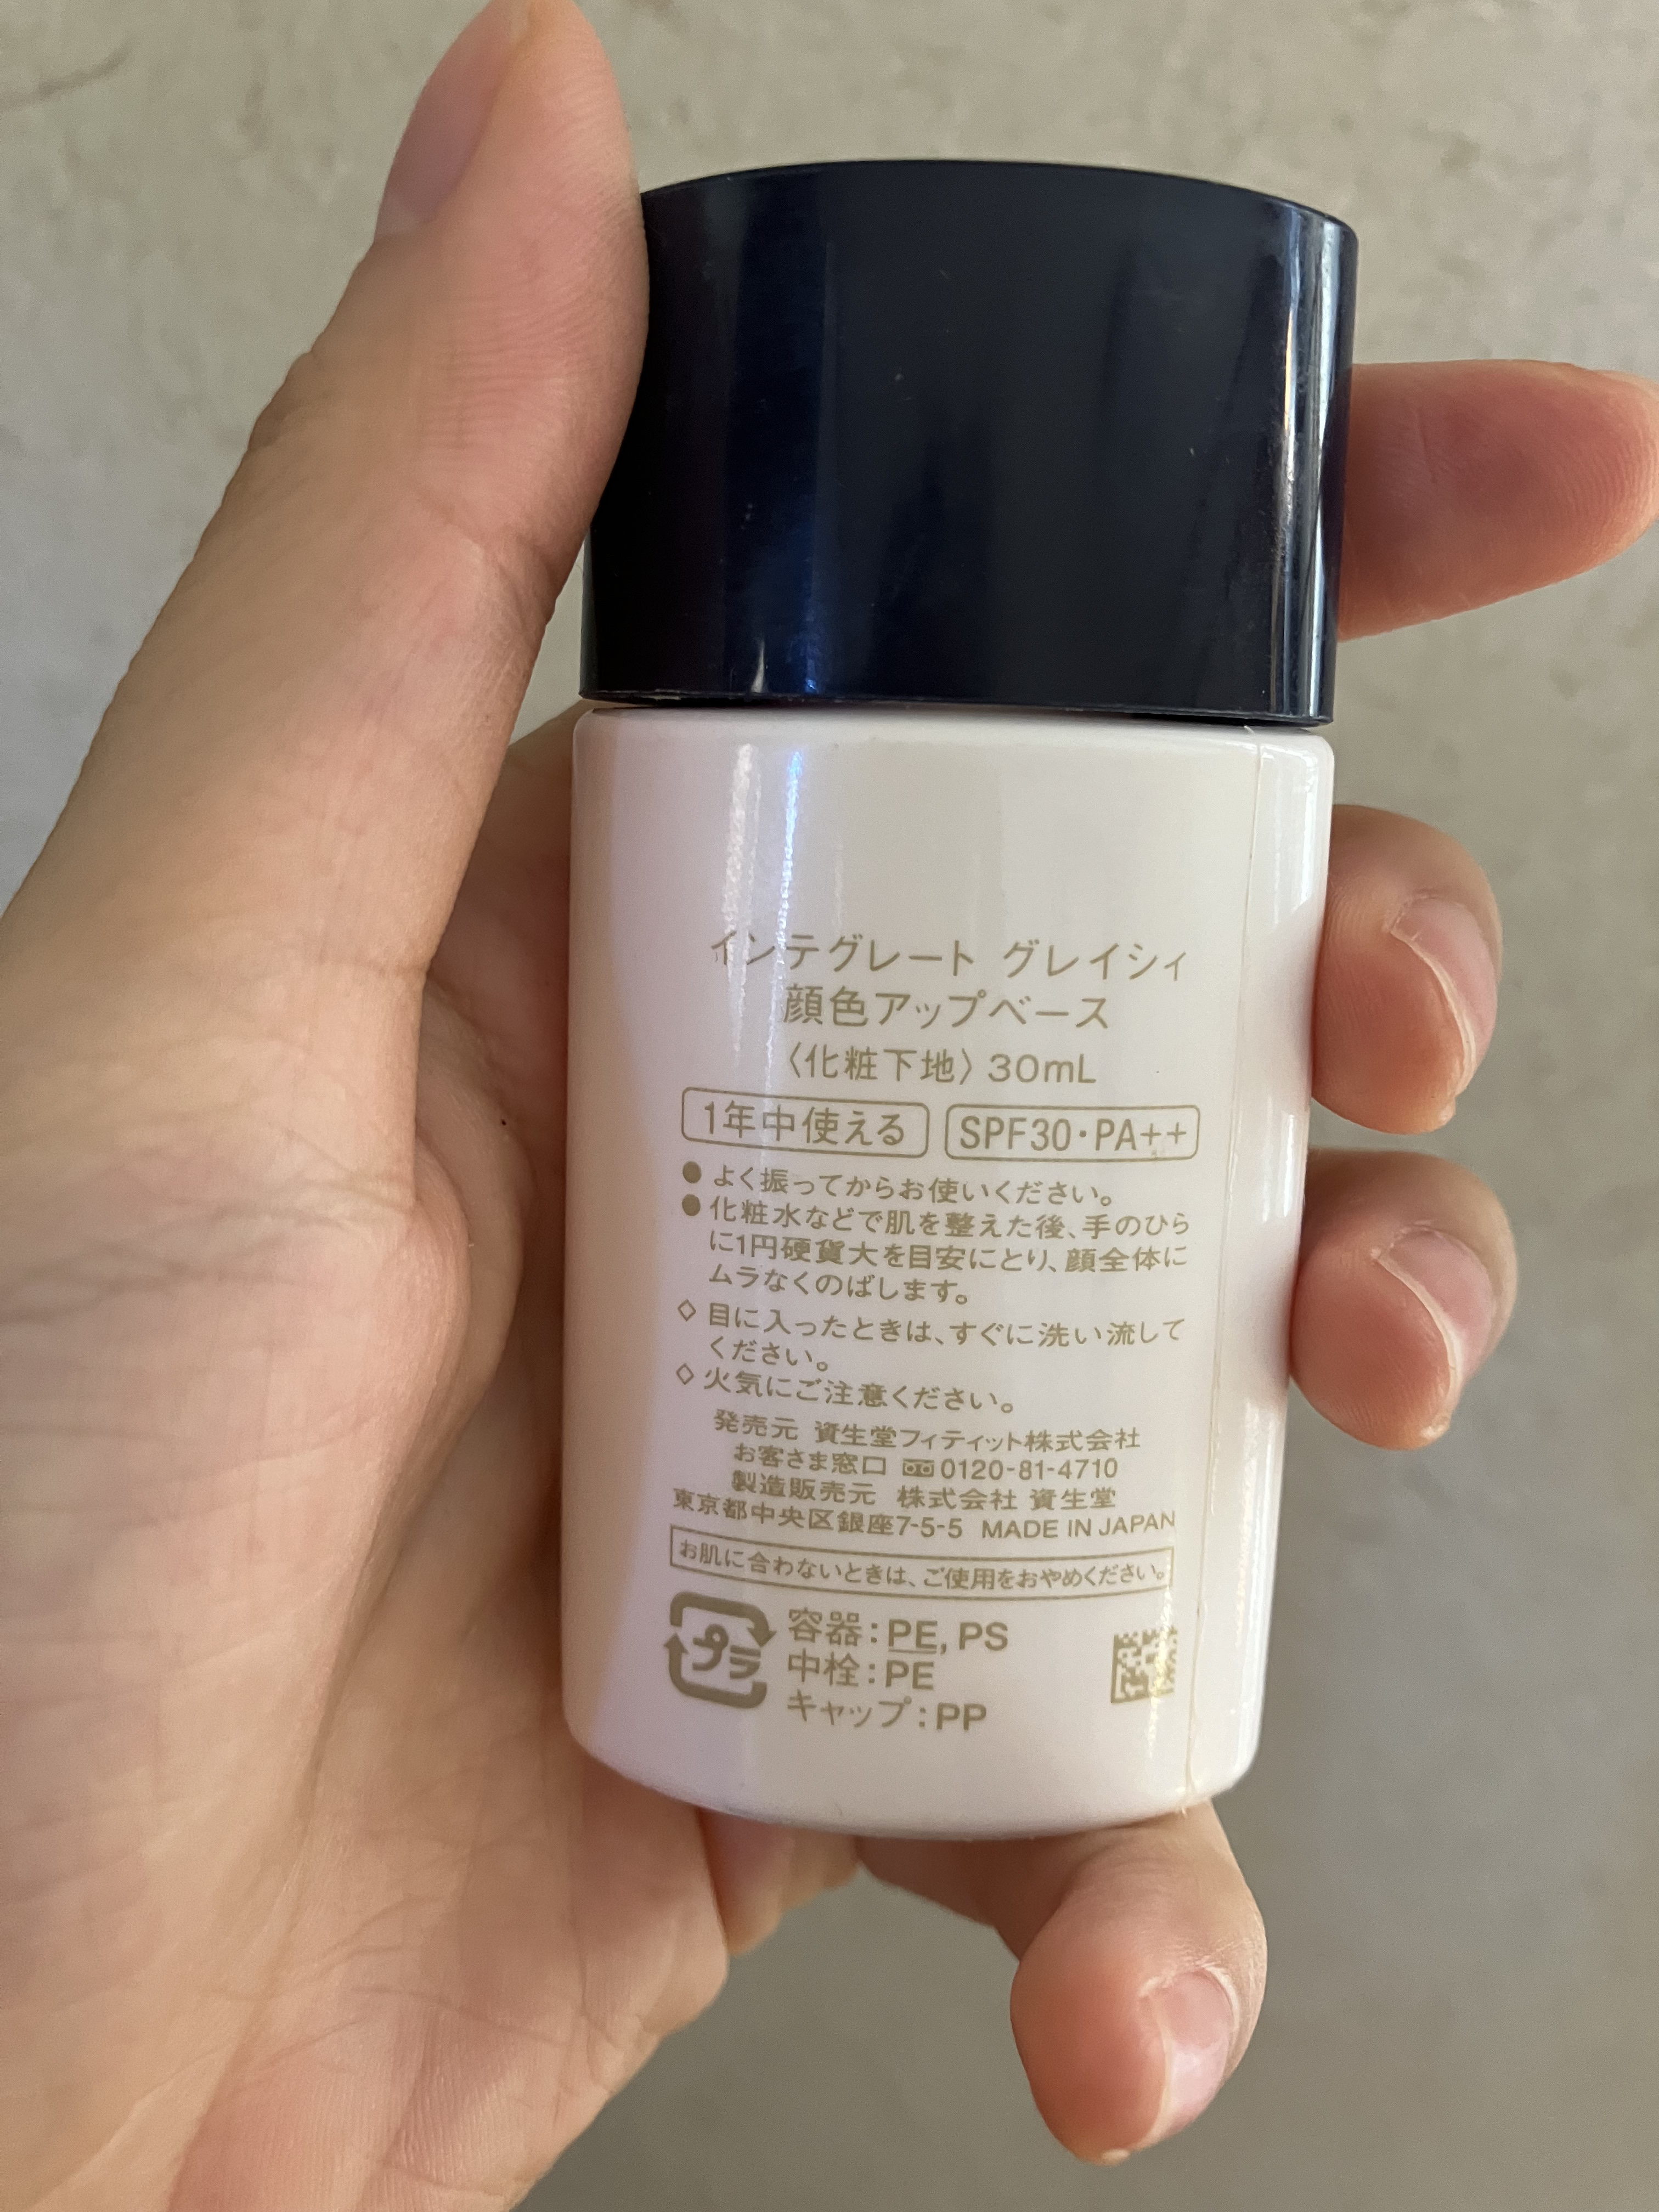 インテグレート グレイシィ
顔色アップベース
〈化粧下地〉30mL
1年中使える SPF30・PA++
● よく振ってからお使いください。
● 化粧水などで肌を整えた後、手のひら
に1円硬貨大を目安にとり、顔全体に
ムラなくのばします。
◇ 目に入ったときは、すぐに洗い流して
ください。
◇ 火気にご注意ください。
発売元 資生堂フィティット株式会社
お客さま窓口 0120-81-4710
製造販売元 株式会社 資生堂
東京都中央区銀座7-5-5 MADE IN JAPAN
お肌に合わないときは、ご使用をおやめください。
プラ 容器：PE, PS
中栓：PE
キャップ：PP